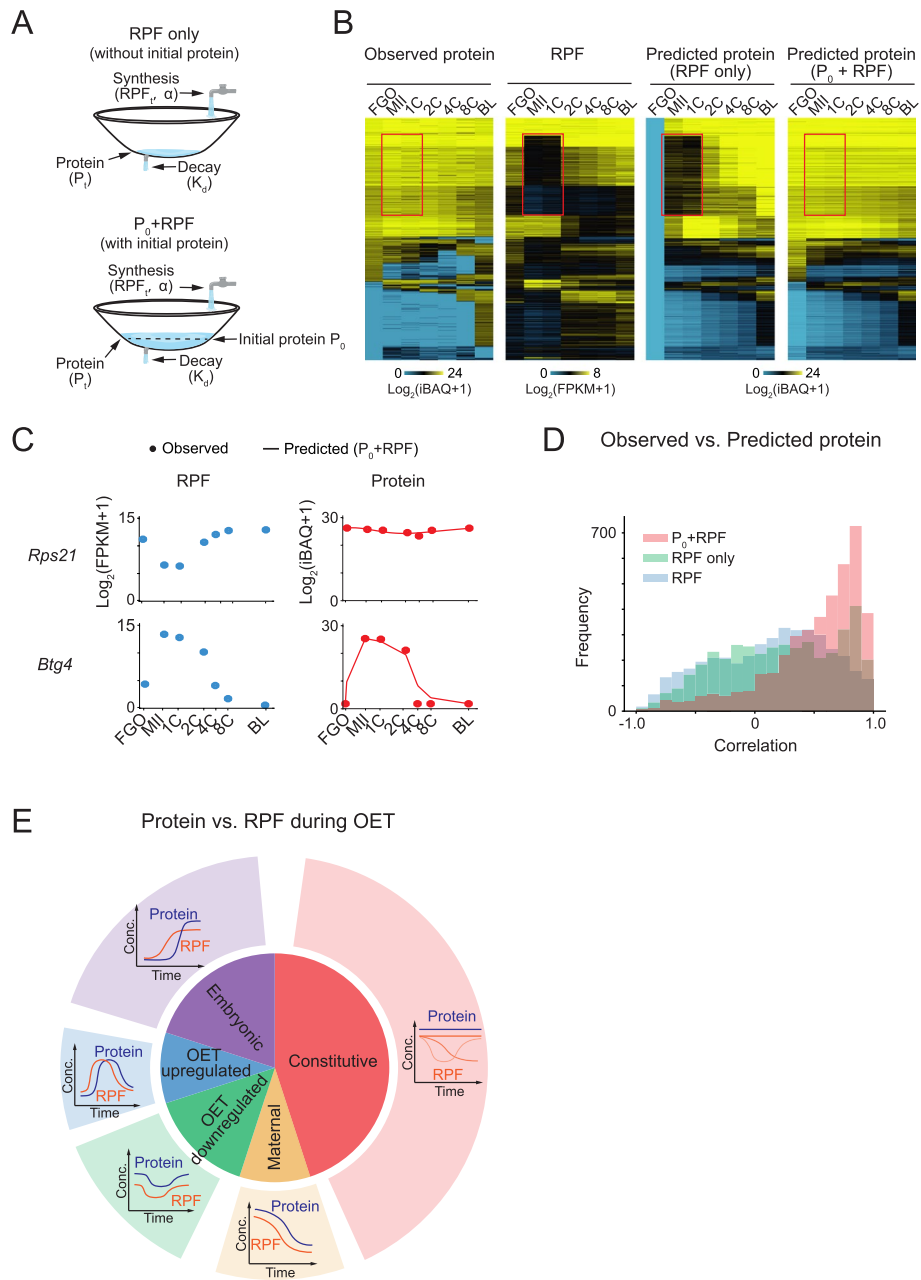 A
RPF only
(without initial protein)
Synthesis
(RPFt, α)
Protein
(Pt)
Decay
(Kd)
P0+RPF
(with initial protein)
Synthesis
(RPFt, α)
Initial protein P0
Protein
(Pt)
Decay
(Kd)
B
Observed protein
RPF
Predicted protein
(RPF only)
Predicted protein
(P0 + RPF)
FGO MII 1C 2C 4C 8C BL
FGO MII 1C 2C 4C 8C BL
FGO MII 1C 2C 4C 8C BL
FGO MII 1C 2C 4C 8C BL
0 24
Log2(iBAQ+1)
0 8
Log2(FPKM+1)
0 24
Log2(iBAQ+1)
C
Observed
Predicted (P0+RPF)
RPF
Protein
Rps21
Log2(FPKM+1)
15
0
Log2(iBAQ+1)
30
0
Btg4
15
0
30
0
FGO MII 1C 2C 4C 8C BL
FGO MII 1C 2C 4C 8C BL
D
Observed vs. Predicted protein
700
P0+RPF
RPF only
RPF
Frequency
0
-1.0 0 1.0
Correlation
E
Protein vs. RPF during OET
Conc.
Protein
RPF
Time
Embryonic
Constitutive
Conc.
Protein
RPF
Time
OET
upregulated
Conc.
Protein
RPF
Time
OET
downregulated
Maternal
Conc.
Protein
RPF
Time
Conc.
Protein
RPF
Time